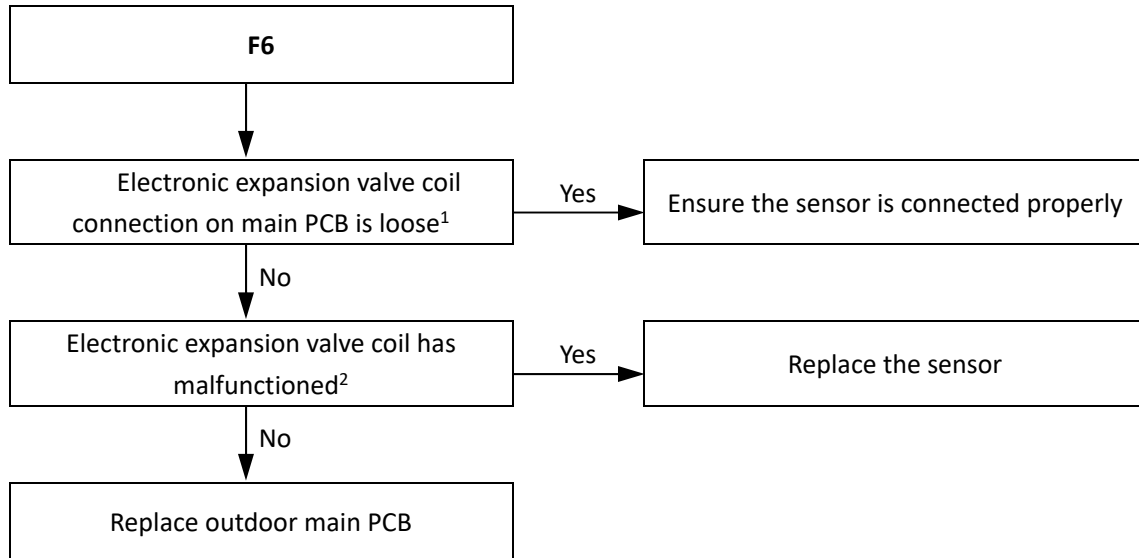 F6
Electronic expansion valve coil
connection on main PCB is loose¹
Yes
Ensure the sensor is connected properly
No
Electronic expansion valve coil has
malfunctioned²
Yes
Replace the sensor
No
Replace outdoor main PCB